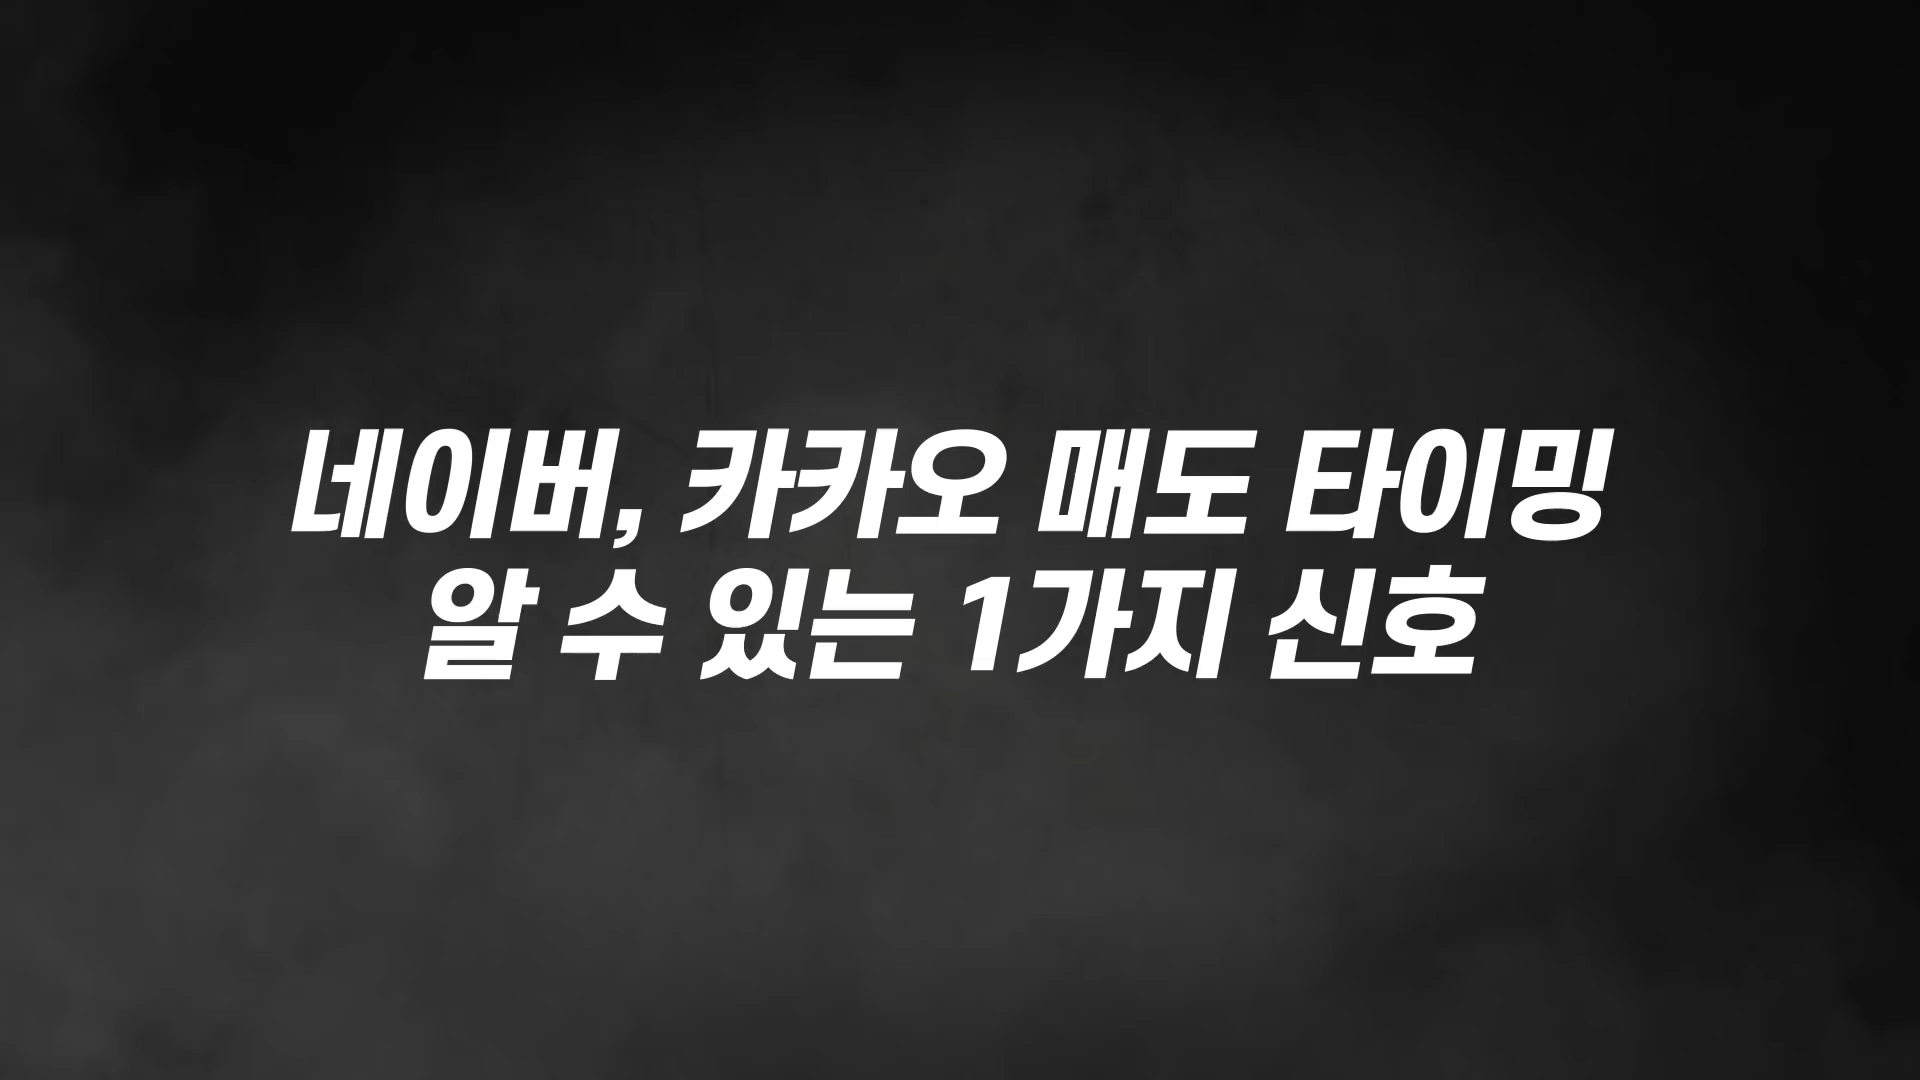 네이버, 카카오 매도 타이밍
알 수 있는 1가지 신호